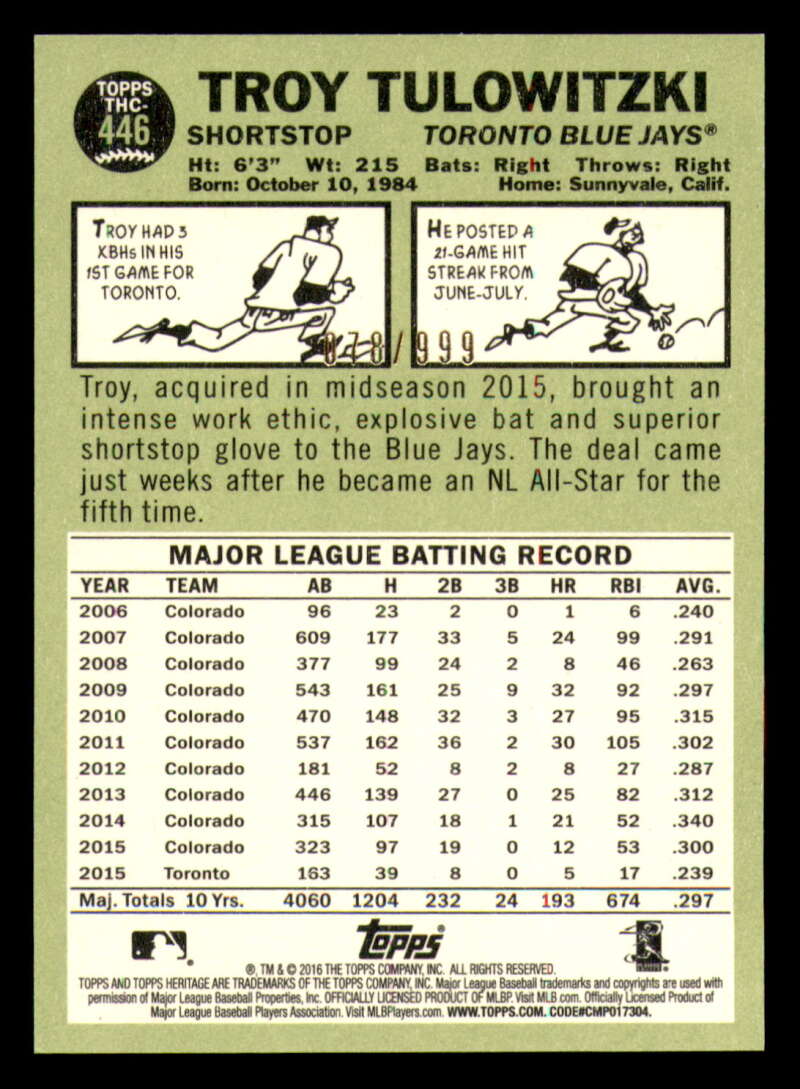 TOPPS
THC-
446
TROY TULOWITZKI
SHORTSTOP TORONTO BLUE JAYS®
Ht: 6'3" Wt: 215 Bats: Right Throws: Right
Born: October 10, 1984 Home: Sunnyvale, Calif.
TROY HAD 3
XBHs IN HIS
1ST GAME FOR
TORONTO.
HE POSTED A
21-GAME HIT
STREAK FROM
JUNE-JULY.
078/999
Troy, acquired in midseason 2015, brought an
intense work ethic, explosive bat and superior
shortstop glove to the Blue Jays. The deal came
just weeks after he became an NL All-Star for the
fifth time.
MAJOR LEAGUE BATTING RECORD
YEAR TEAM AB H 2B 3B HR RBI AVG.
2006 Colorado 96 23 2 0 1 6 .240
2007 Colorado 609 177 33 5 24 99 .291
2008 Colorado 377 99 24 2 8 46 .263
2009 Colorado 543 161 25 9 32 92 .297
2010 Colorado 470 148 32 3 27 95 .315
2011 Colorado 537 162 36 2 30 105 .302
2012 Colorado 181 52 8 2 8 27 .287
2013 Colorado 446 139 27 0 25 82 .312
2014 Colorado 315 107 18 1 21 52 .340
2015 Colorado 323 97 19 0 12 53 .300
2015 Toronto 163 39 8 0 5 17 .239
Maj. Totals 10 Yrs. 4060 1204 232 24 193 674 .297
topps®
®, TM & © 2016 THE TOPPS COMPANY, INC. ALL RIGHTS RESERVED.
TOPPS AND TOPPS HERITAGE ARE TRADEMARKS OF THE TOPPS COMPANY, INC. Major League Baseball trademarks and copyrights are used with
permission of Major League Baseball Properties, Inc. OFFICIALLY LICENSED PRODUCT OF MLBP. Visit MLB.com. Officially Licensed Product of
Major League Baseball Players Association. Visit MLBPlayers.com. WWW.TOPPS.COM. CODE#CMP017304.